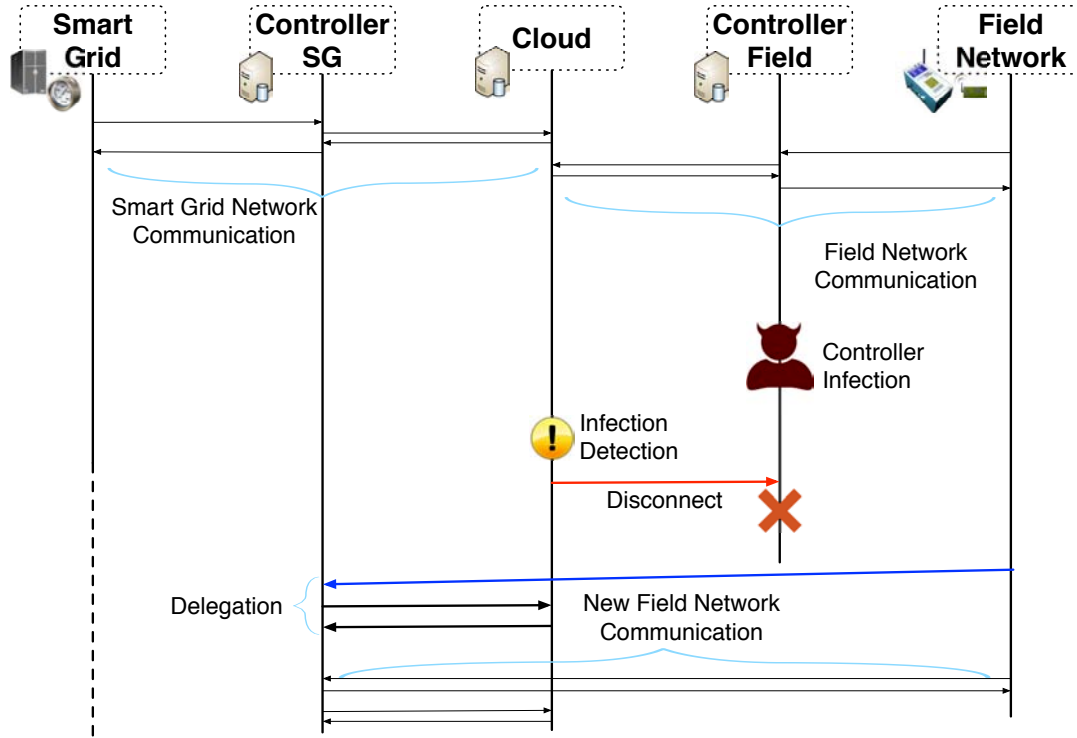 Smart
Grid
Controller
SG
Cloud
Controller
Field
Field
Network
Smart Grid Network
Communication
Field Network
Communication
Controller
Infection
Infection
Detection
Disconnect
Delegation
New Field Network
Communication